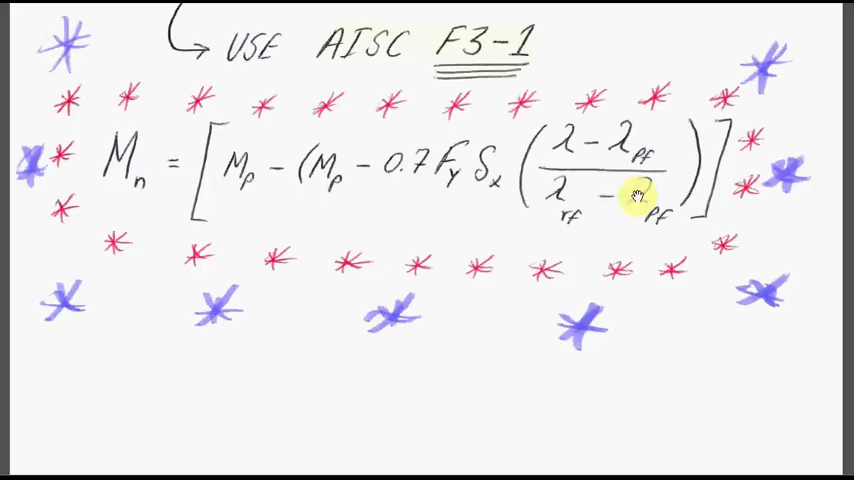 USE AISC F3-1
Mn = [Mp - (Mp - 0.7 Fy Sx (λ - λpf / λrf - λpf)]